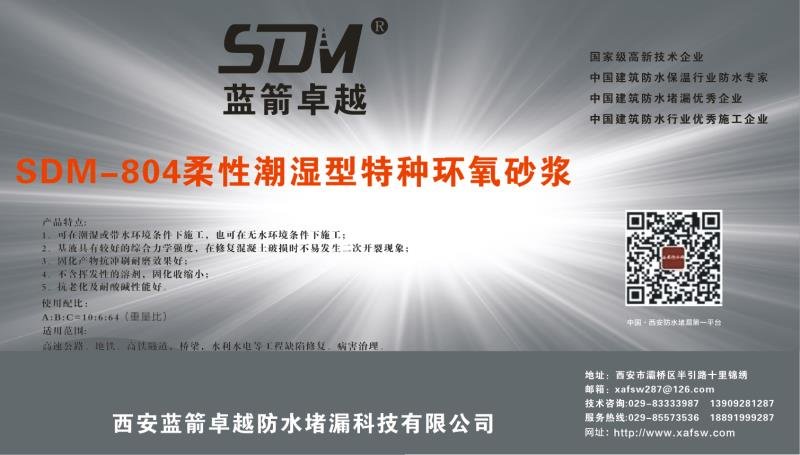 SDM®
蓝箭卓越
国家级高新技术企业
中国建筑防水保温行业防水专家
中国建筑防水堵漏优秀企业
中国建筑防水行业优秀施工企业
SDM-804柔性潮湿型特种环氧砂浆
产品特点:
1、可在潮湿或带水环境条件下施工,也可在无水环境条件下施工;
2、基液具有较好的综合力学强度,在修复混凝土破损时不易发生二次开裂现象;
3、固化产物抗冲刷耐磨效果好;
4、不含挥发性的溶剂,固化收缩小;
5、抗老化及耐酸碱性能好。
使用配比:
A:B:C=10:6:64(重量比)
适用范围:
高速公路、地铁、高铁隧道,桥梁,水利水电等工程缺陷修复、病害治理。
中国·西安防水堵漏第一平台
地址: 西安市灞桥区半引路十里锦绣
邮箱: xafsw287@126.com
技术咨询:029-83333987 13909281287
服务热线:029-85573536 18891999287
网址: http://www.xafsw.com
西安蓝箭卓越防水堵漏科技有限公司